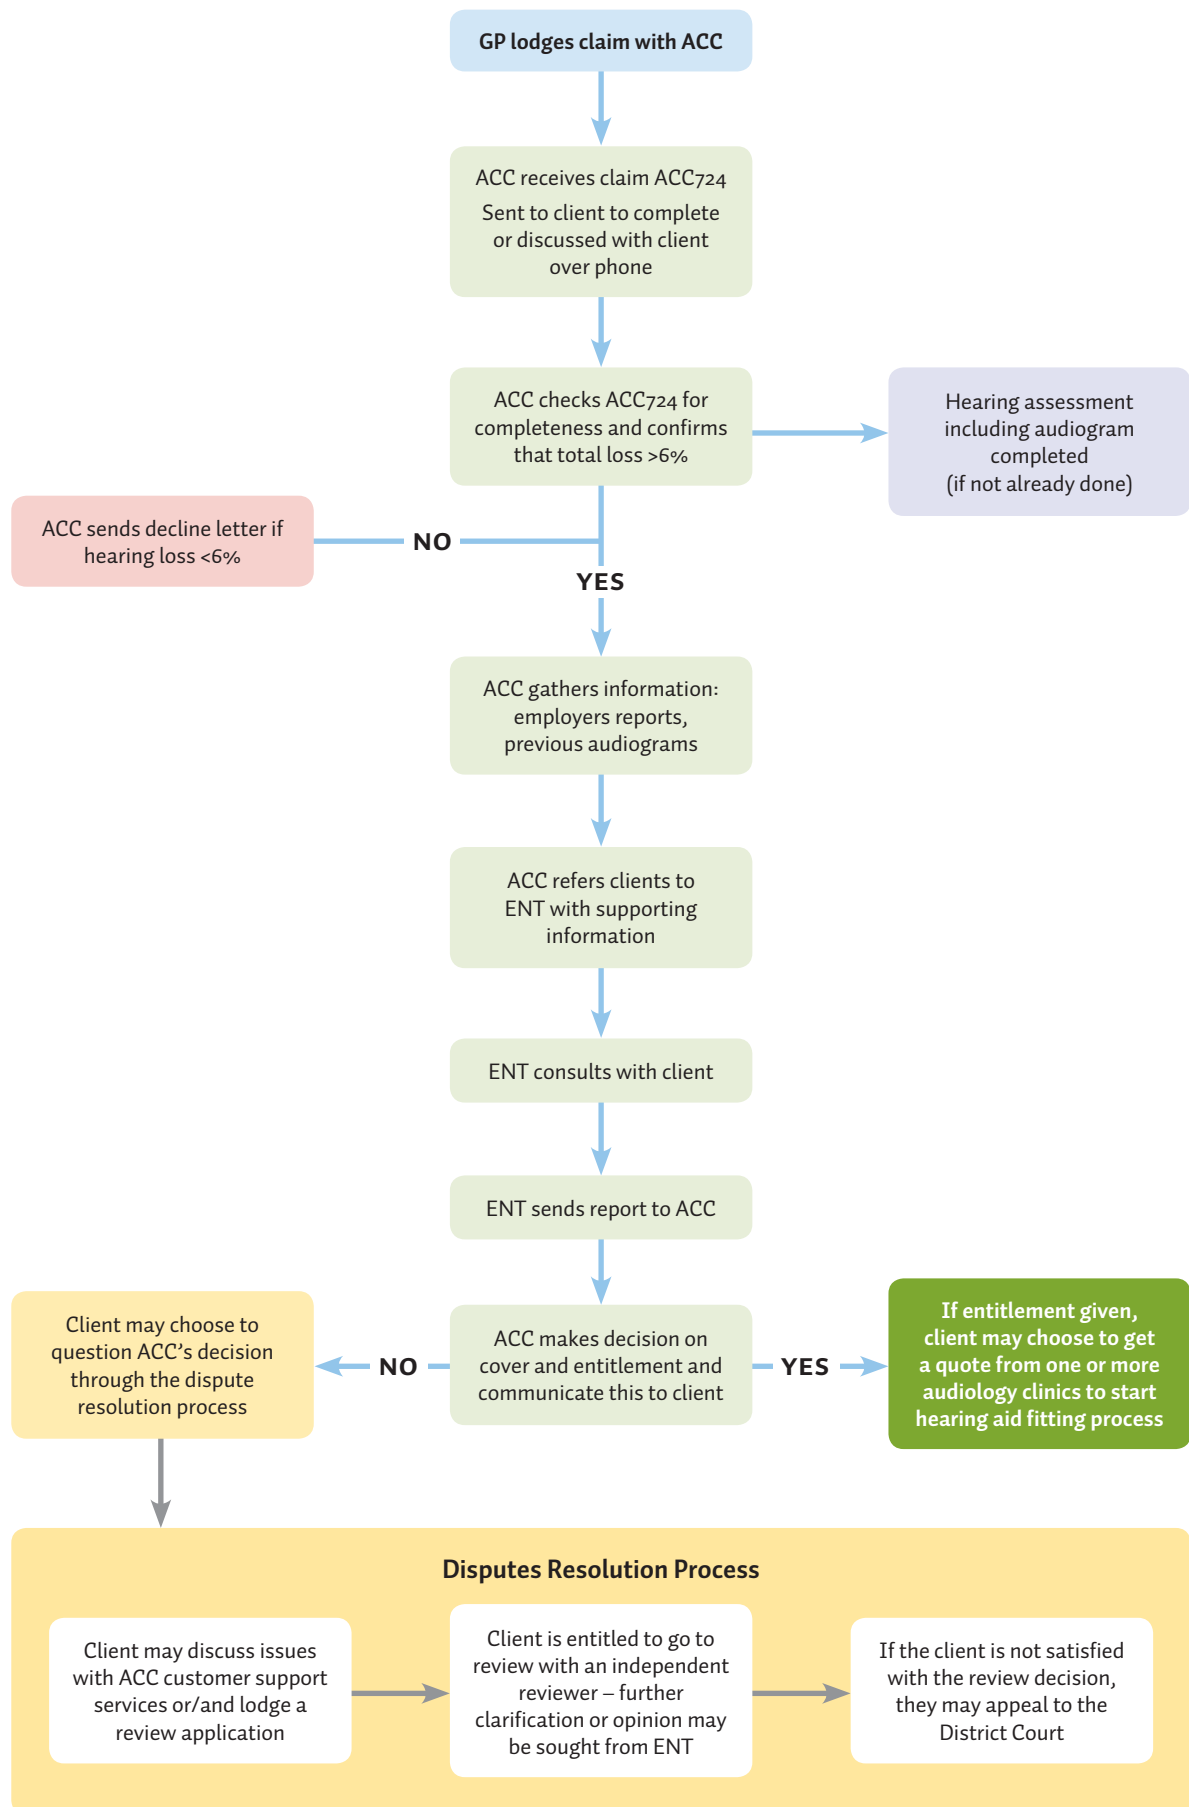 GP lodges claim with ACC
ACC receives claim ACC724
Sent to client to complete
or discussed with client
over phone
ACC checks ACC724 for
completeness and confirms
that total loss >6%
Hearing assessment
including audiogram
completed
(if not already done)
ACC sends decline letter if
hearing loss <6%
NO
YES
ACC gathers information:
employers reports,
previous audiograms
ACC refers clients to
ENT with supporting
information
ENT consults with client
ENT sends report to ACC
Client may choose to
question ACC’s decision
through the dispute
resolution process
NO
ACC makes decision on
cover and entitlement and
communicate this to client
YES
If entitlement given,
client may choose to get
a quote from one or more
audiology clinics to start
hearing aid fitting process
Disputes Resolution Process
Client may discuss issues
with ACC customer support
services or/and lodge a
review application
Client is entitled to go to
review with an independent
reviewer – further
clarification or opinion may
be sought from ENT
If the client is not satisfied
with the review decision,
they may appeal to the
District Court